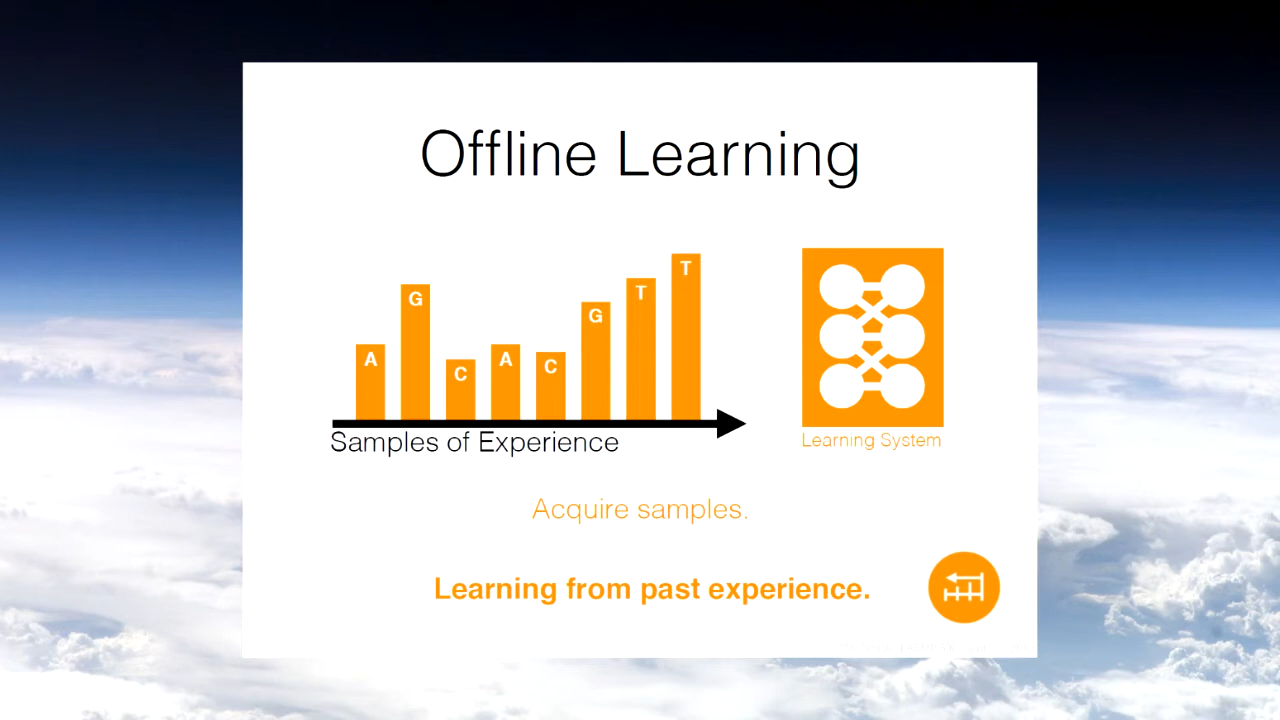 Offline Learning
A G C A C G T T
Samples of Experience
Learning System
Acquire samples.
Learning from past experience.